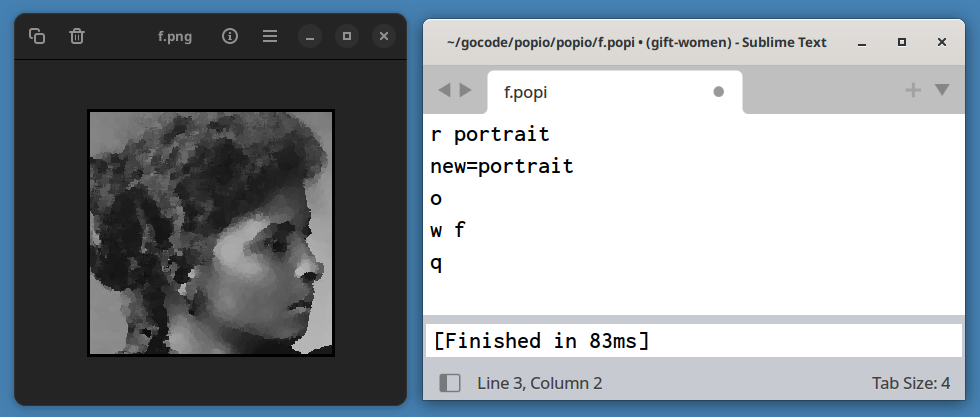 f.png
~/gocode/popio/popio/f.popi • (gift-women) - Sublime Text
f.popi
r portrait
new=portrait
o
w f
q
[Finished in 83ms]
Line 3, Column 2
Tab Size: 4